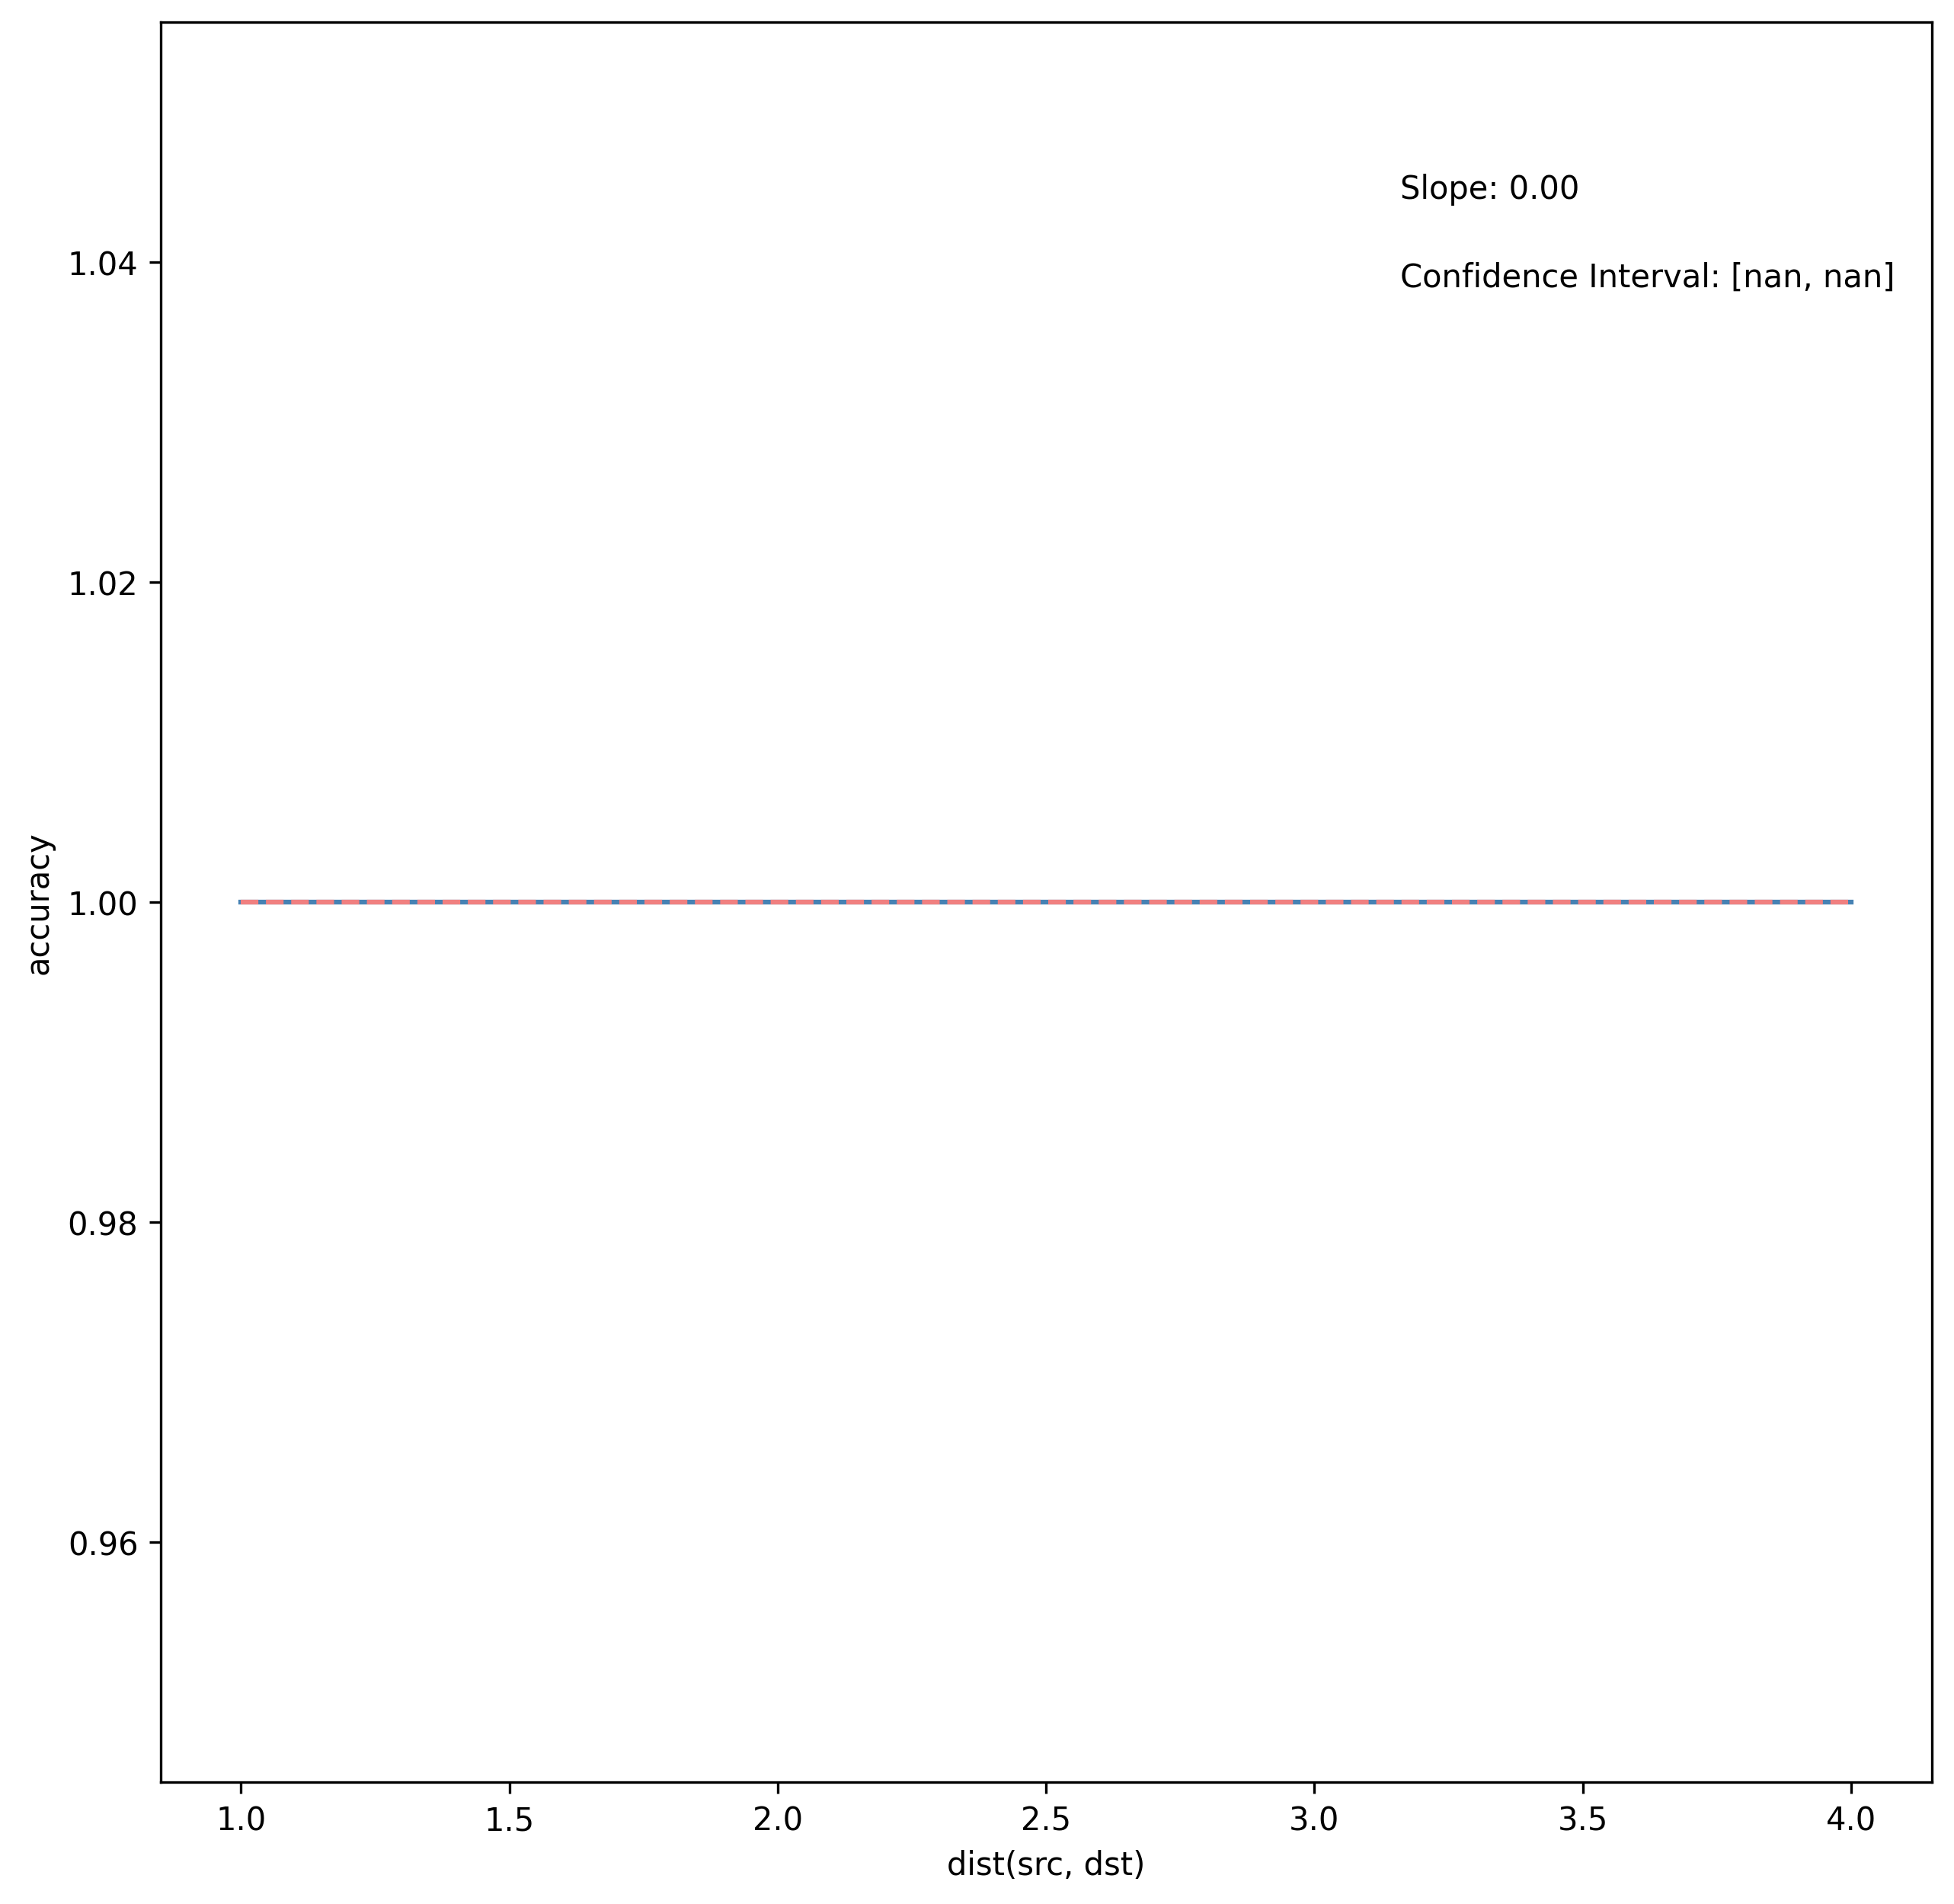 Slope: 0.00
1.04
Confidence Interval: [nan, nan]
1.02
1.00
accuracy
0.98
0.96
1.0 1.5 2.0 2.5 3.0 3.5 4.0
dist(src, dst)